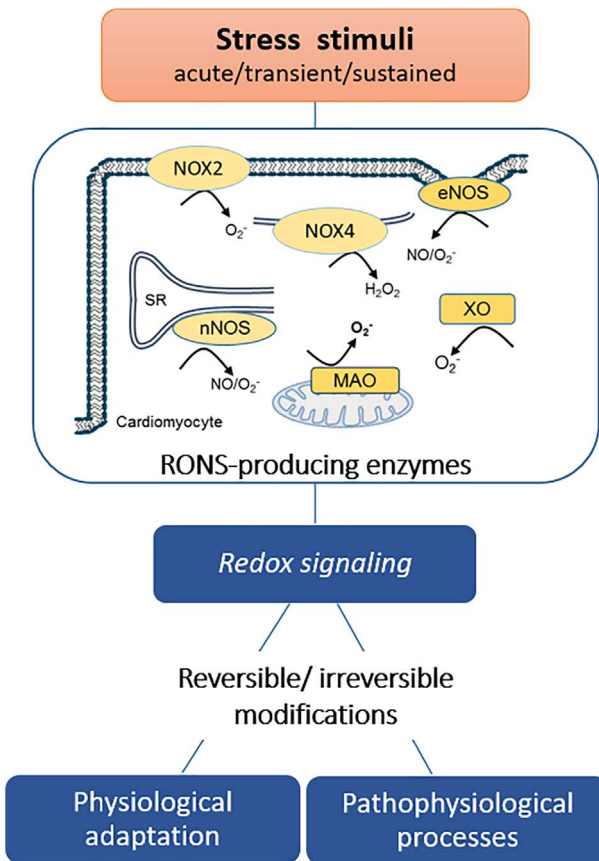 Stress stimuli
acute/transient/sustained
NOX2
eNOS
O₂⁻
NOX4
NO/O₂⁻
H₂O₂
SR
XO
nNOS
O₂⁻
O₂⁻
NO/O₂⁻
MAO
Cardiomyocyte
RONS-producing enzymes
Redox signaling
Reversible/ irreversible
modifications
Physiological
adaptation
Pathophysiological
processes